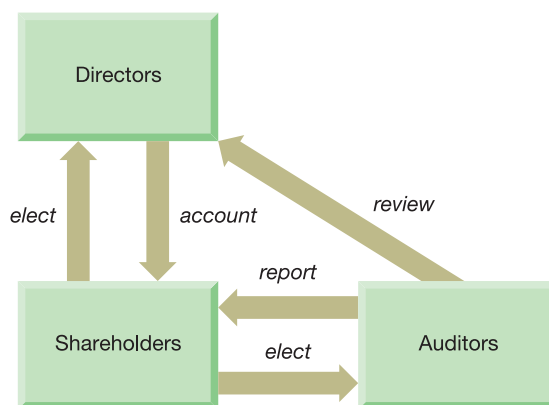 Directors
elect
account
review
report
Shareholders
elect
Auditors